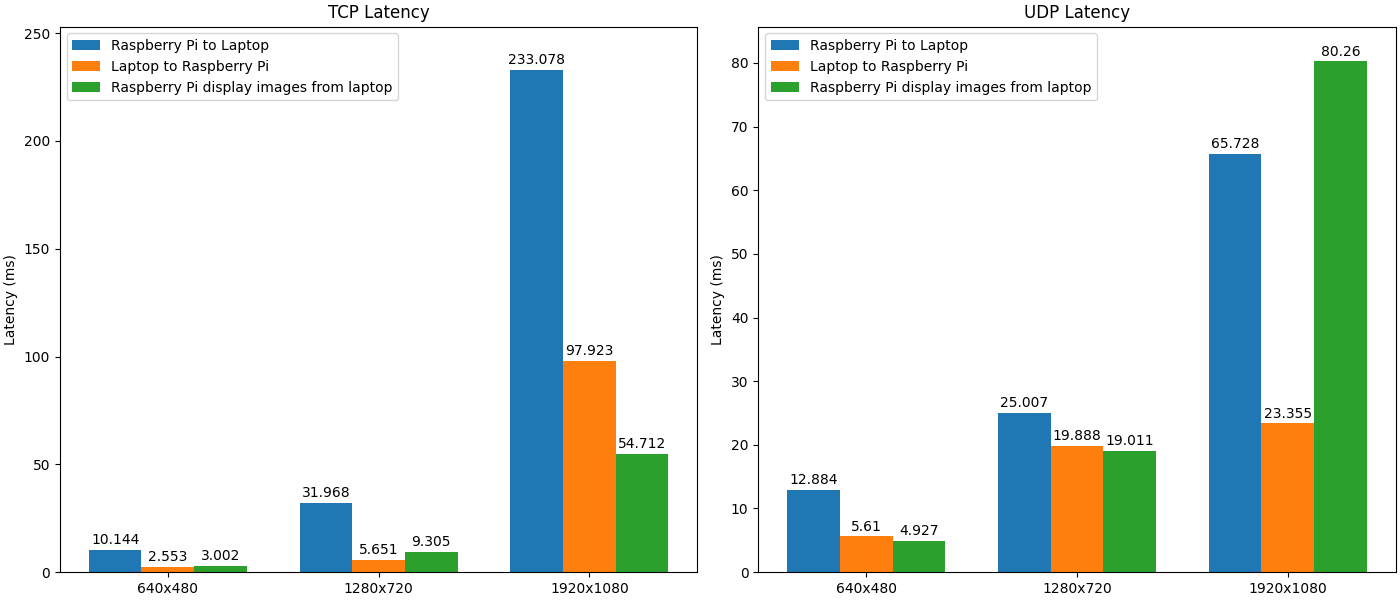 TCP Latency
250
200
150
100
50
0
Latency (ms)
Raspberry Pi to Laptop
Laptop to Raspberry Pi
Raspberry Pi display images from laptop
10.144
2.553
3.002
31.968
5.651
9.305
233.078
97.923
54.712
640x480
1280x720
1920x1080
UDP Latency
80
70
60
50
40
30
20
10
0
Latency (ms)
Raspberry Pi to Laptop
Laptop to Raspberry Pi
Raspberry Pi display images from laptop
12.884
5.61
4.927
25.007
19.888
19.011
65.728
23.355
80.26
640x480
1280x720
1920x1080